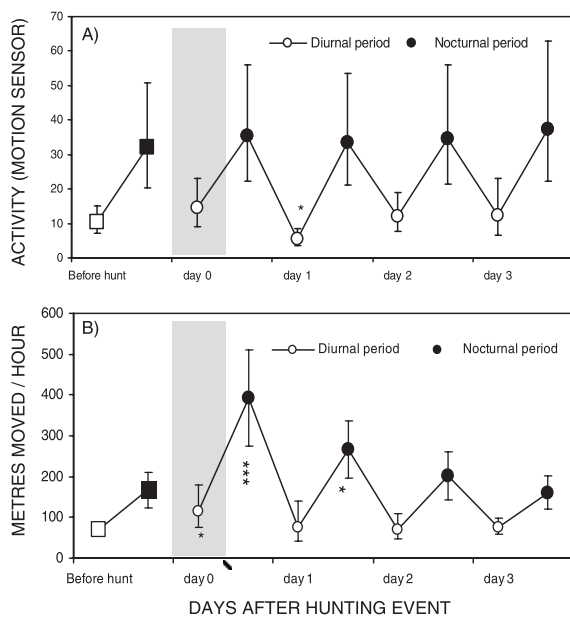 70
A)
Diurnal period
Nocturnal period
60
50
40
30
*
20
10
0
ACTIVITY (MOTION SENSOR)
Before hunt
day 0
day 1
day 2
day 3
600
B)
Diurnal period
Nocturnal period
500
400
300
***
*
200
100
*
0
METRES MOVED / HOUR
Before hunt
day 0
day 1
day 2
day 3
DAYS AFTER HUNTING EVENT